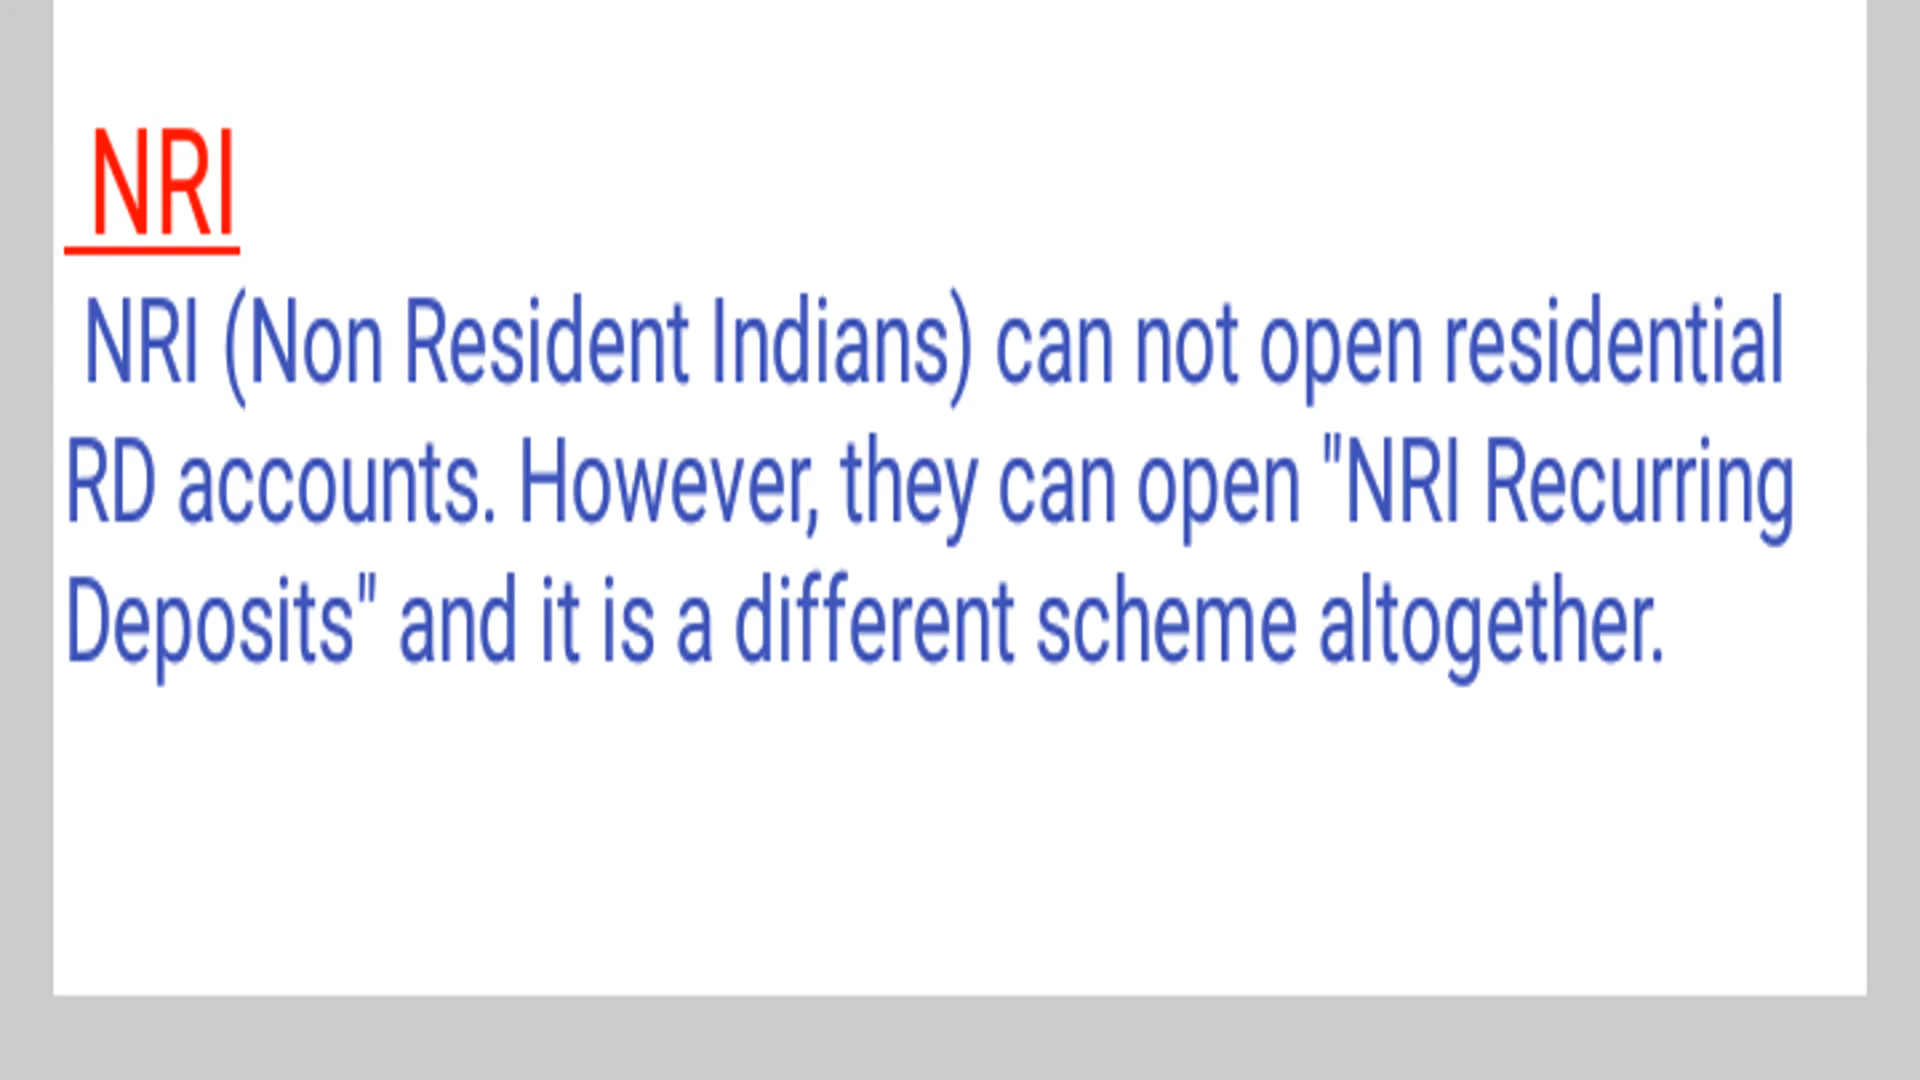 NRI
NRI (Non Resident Indians) can not open residential
RD accounts. However, they can open "NRI Recurring
Deposits" and it is a different scheme altogether.